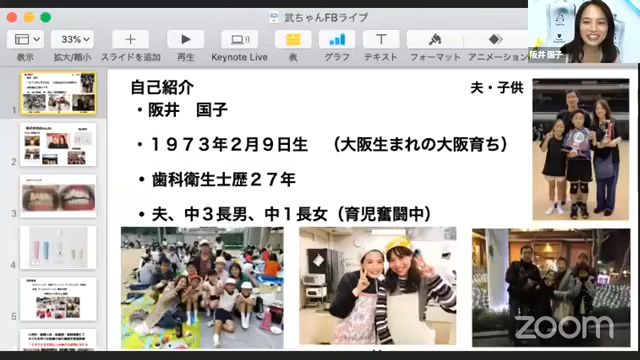 武ちゃんFBライブ
33%
表示
拡大/縮小
スライドを追加
再生
Keynote Live
表
グラフ
テキスト
フォーマット
アニメーション
阪井 国子
自己紹介
夫・子供
・阪井　国子
・１９７３年２月９日生　（大阪生まれの大阪育ち）
・歯科衛生士歴２７年
・夫、中３長男、中１長女（育児奮闘中）
1
2
3
4
5
zoom